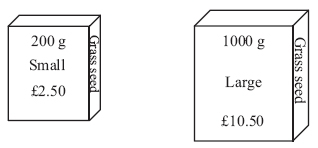 200 g
Small
£2.50
Grass seed
1000 g
Large
£10.50
Grass seed